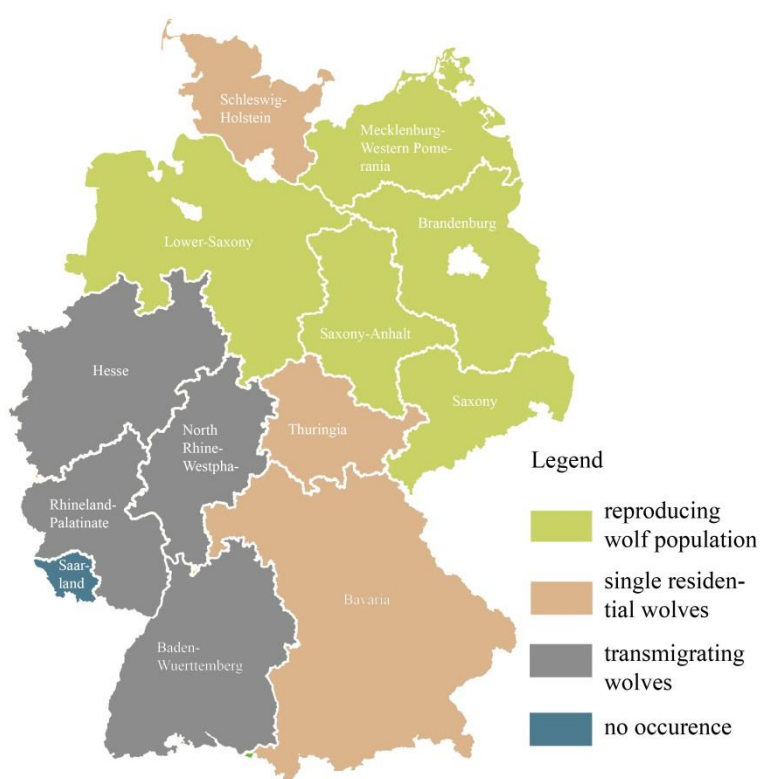 Schleswig-
Holstein
Mecklenburg-
Western Pome-
rania
Brandenburg
Lower-Saxony
Saxony-Anhalt
Hesse
Saxony
North
Rhine-
Westpha-
Thuringia
Rhineland-
Palatinate
Saar-
land
Bavaria
Baden-
Wuerttemberg
Legend
reproducing
wolf population
single residen-
tial wolves
transmigrating
wolves
no occurence